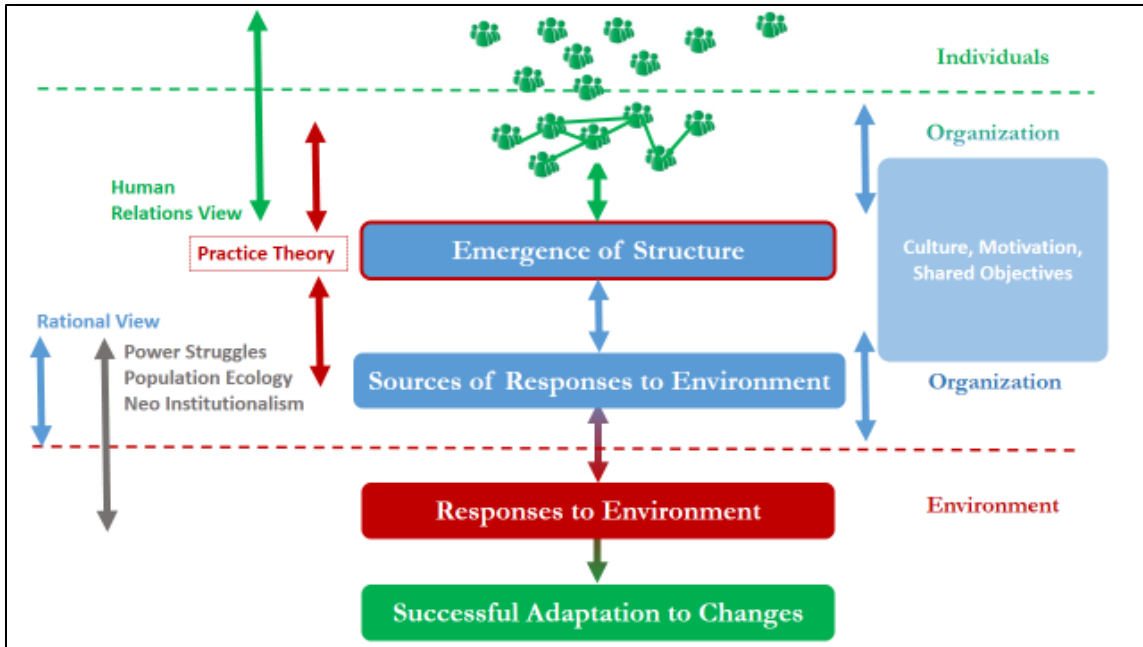 Individuals
Organization
Human
Relations View
Practice Theory
Emergence of Structure
Culture, Motivation,
Shared Objectives
Rational View
Power Struggles
Population Ecology
Neo Institutionalism
Sources of Responses to Environment
Organization
Responses to Environment
Environment
Successful Adaptation to Changes